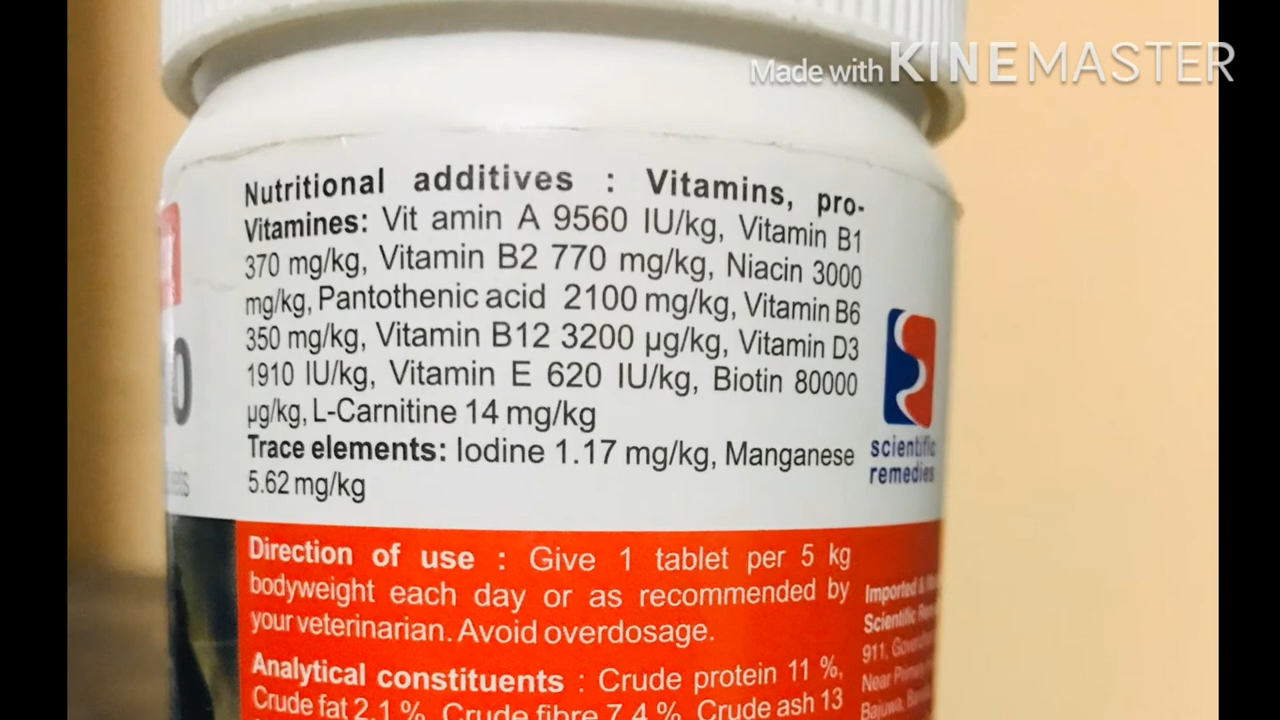 Made with KINEMASTER
Nutritional additives : Vitamins, pro-
Vitamines: Vit amin A 9560 IU/kg, Vitamin B1
370 mg/kg, Vitamin B2 770 mg/kg, Niacin 3000
mg/kg, Pantothenic acid 2100 mg/kg, Vitamin B6
350 mg/kg, Vitamin B12 3200 µg/kg, Vitamin D3
1910 IU/kg, Vitamin E 620 IU/kg, Biotin 80000
µg/kg, L-Carnitine 14 mg/kg
Trace elements: Iodine 1.17 mg/kg, Manganese
5.62 mg/kg
scientific
remedies
Direction of use : Give 1 tablet per 5 kg
bodyweight each day or as recommended by
your veterinarian. Avoid overdosage.
Analytical constituents : Crude protein 11 %,
Crude fat 2.1 %, Crude fibre 7.4 %, Crude ash 13
Imported &
Scientific
911,
Near
Bajuwa,